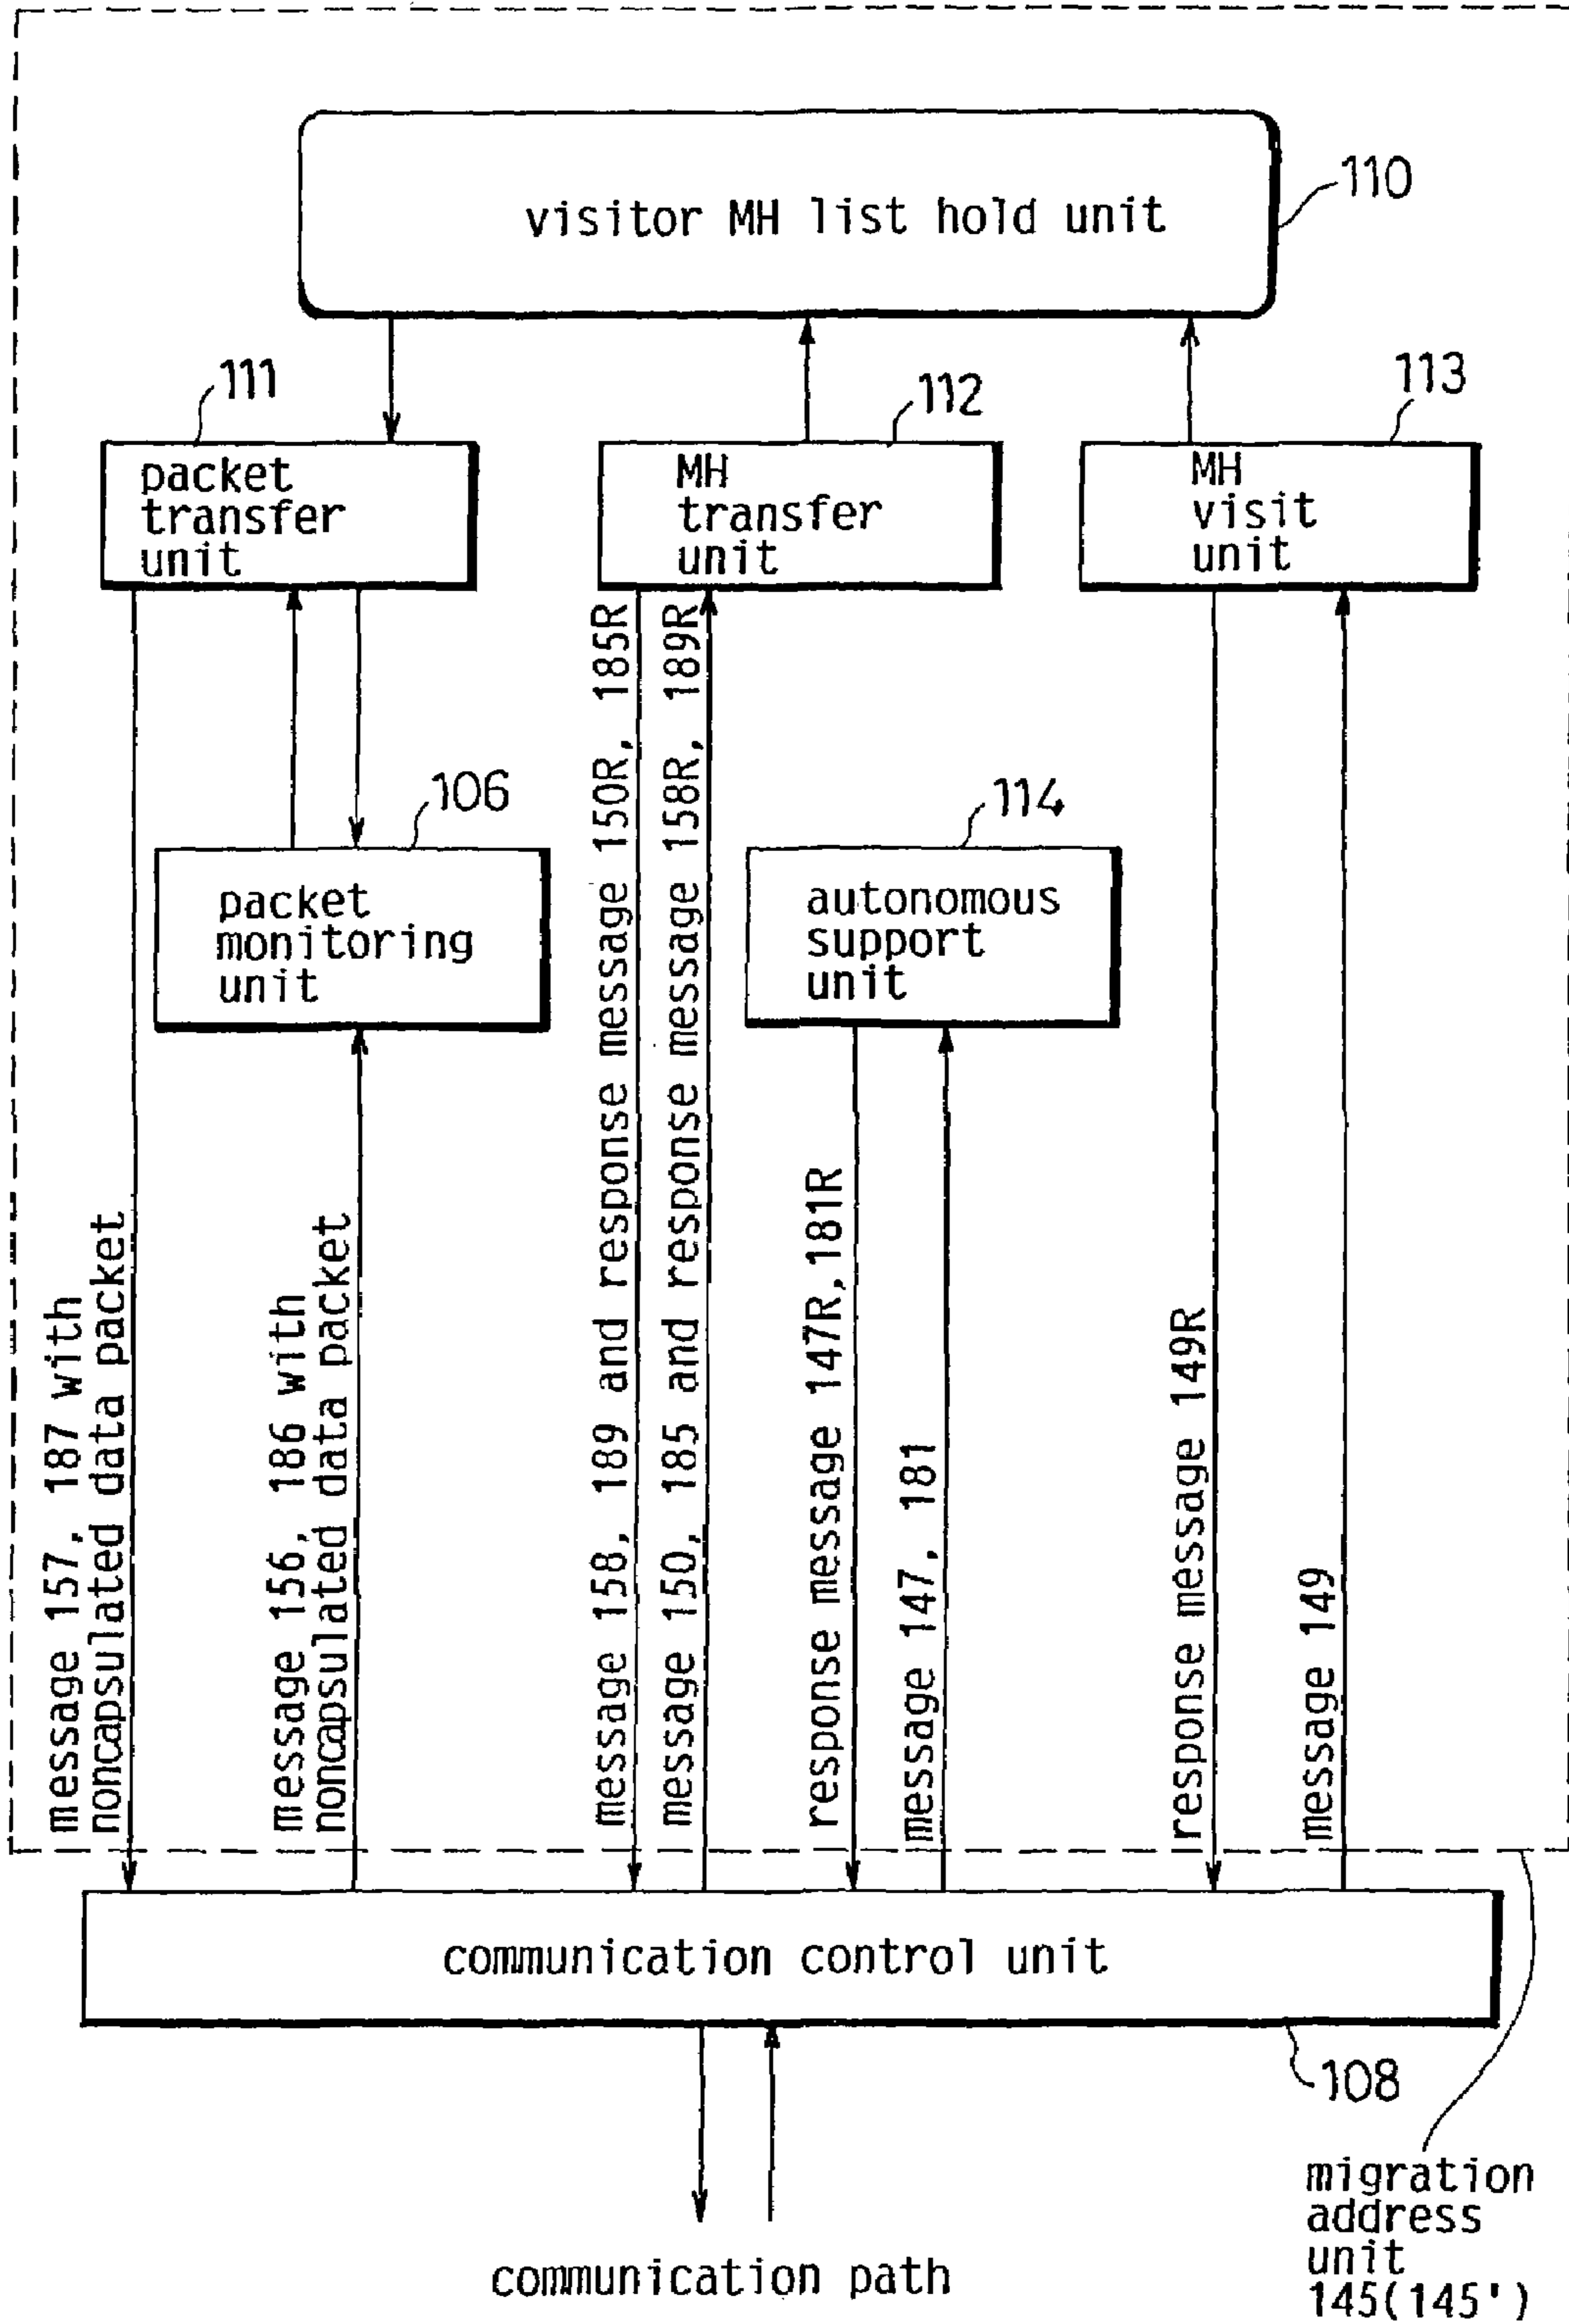 visitor MH list hold unit
110
111
112
113
packet
transfer
unit
MH
transfer
unit
MH
visit
unit
106
114
packet
monitoring
unit
autonomous
support
unit
message 157, 187 with
noncapsulated data packet
message 156, 186 with
noncapsulated data packet
message 158, 189 and response message 150R, 185R
message 150, 185 and response message 158R, 189R
response message 147R,181R
message 147, 181
response message 149R
message 149
communication control unit
108
communication path
migration
address
unit
145(145')